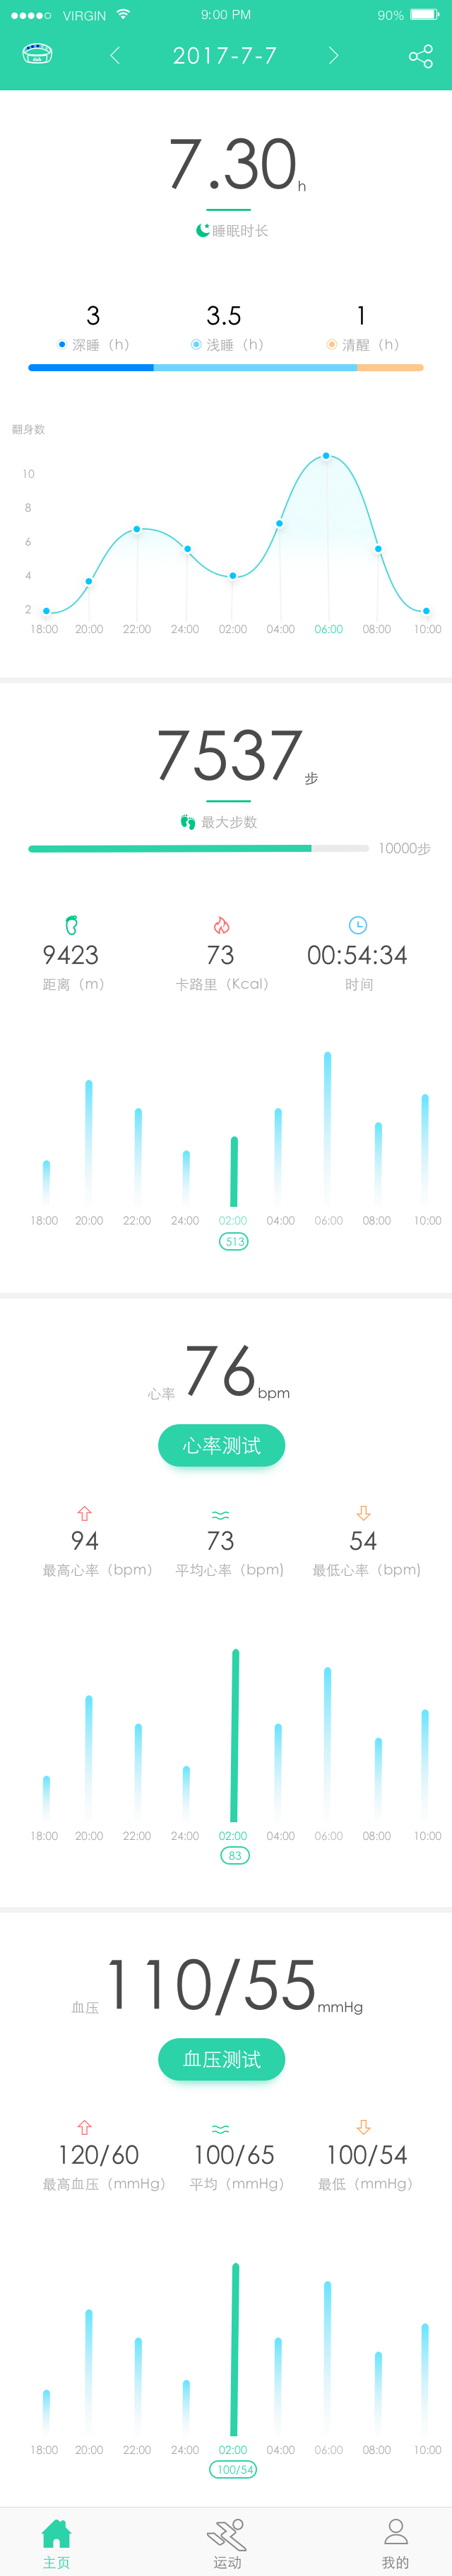 VIRGIN 9:00 PM 90%
2017-7-7
7.30h
睡眠时长
3 3.5 1
深睡（h） 浅睡（h） 清醒（h）
翻身数
10
8
6
4
2
18:00 20:00 22:00 24:00 02:00 04:00 06:00 08:00 10:00
7537步
最大步数
10000步
9423 73 00:54:34
距离（m） 卡路里（Kcal） 时间
18:00 20:00 22:00 24:00 02:00 04:00 06:00 08:00 10:00
513
心率 76 bpm
心率测试
94 73 54
最高心率（bpm） 平均心率（bpm) 最低心率（bpm)
18:00 20:00 22:00 24:00 02:00 04:00 06:00 08:00 10:00
83
血压 110/55 mmHg
血压测试
120/60 100/65 100/54
最高血压（mmHg） 平均（mmHg） 最低（mmHg）
18:00 20:00 22:00 24:00 02:00 04:00 06:00 08:00 10:00
100/54
主页 运动 我的